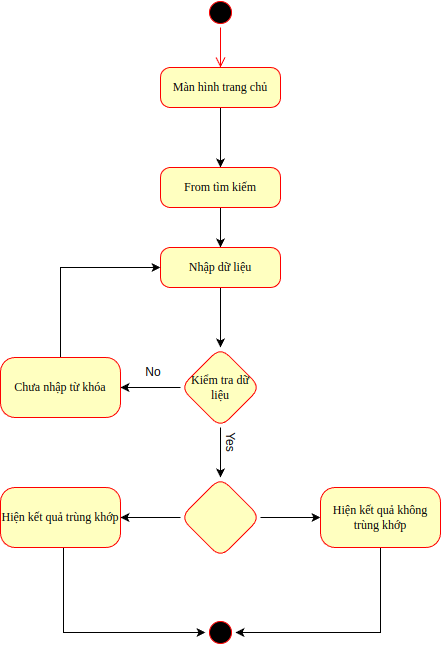 Màn hình trang chủ
From tìm kiếm
Nhập dữ liệu
Kiểm tra dữ
liệu
No
Chưa nhập từ khóa
Yes
Hiện kết quả trùng khớp
Hiện kết quả không
trùng khớp